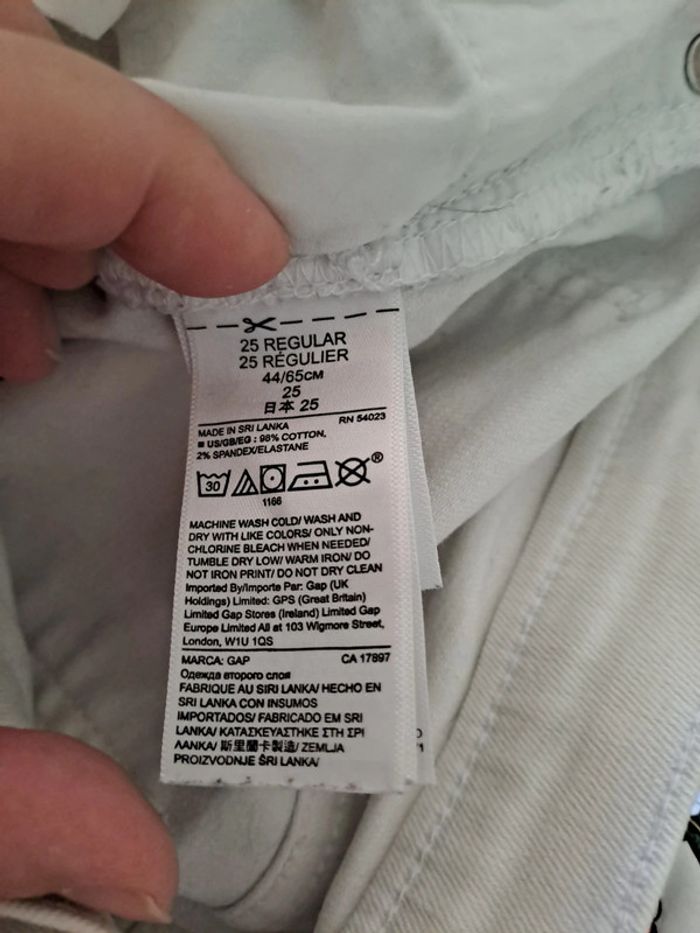 25 REGULAR
25 RÉGULIER
44/65CM
25
日本 25
RN 54023
MADE IN SRI LANKA
US/GB/EG : 98% COTTON,
2% SPANDEX/ELASTANE
30
®
1166
MACHINE WASH COLD/ WASH AND
DRY WITH LIKE COLORS/ ONLY NON-
CHLORINE BLEACH WHEN NEEDED/
TUMBLE DRY LOW/ WARM IRON/ DO
NOT IRON PRINT/ DO NOT DRY CLEAN
Imported By/Importe Par: Gap (UK
Holdings) Limited: GPS (Great Britain)
Limited Gap Stores (Ireland) Limited Gap
Europe Limited All at 103 Wigmore Street,
London, W1U 1QS
MARCA: GAP CA 17897
Одежда второго слоя
FABRIQUE AU SIRI LANKA/ HECHO EN
SRI LANKA CON INSUMOS
IMPORTADOS/ FABRICADO EM SRI
LANKA/ ΚΑΤΑΣΚΕΥΑΣΤΗΚΕ ΣΤΗ ΣΡΙ
ΛΑΝΚΑ/ 斯里蘭卡製造/ ZEMLJA
PROIZVODNJE ŠRI LANKA/